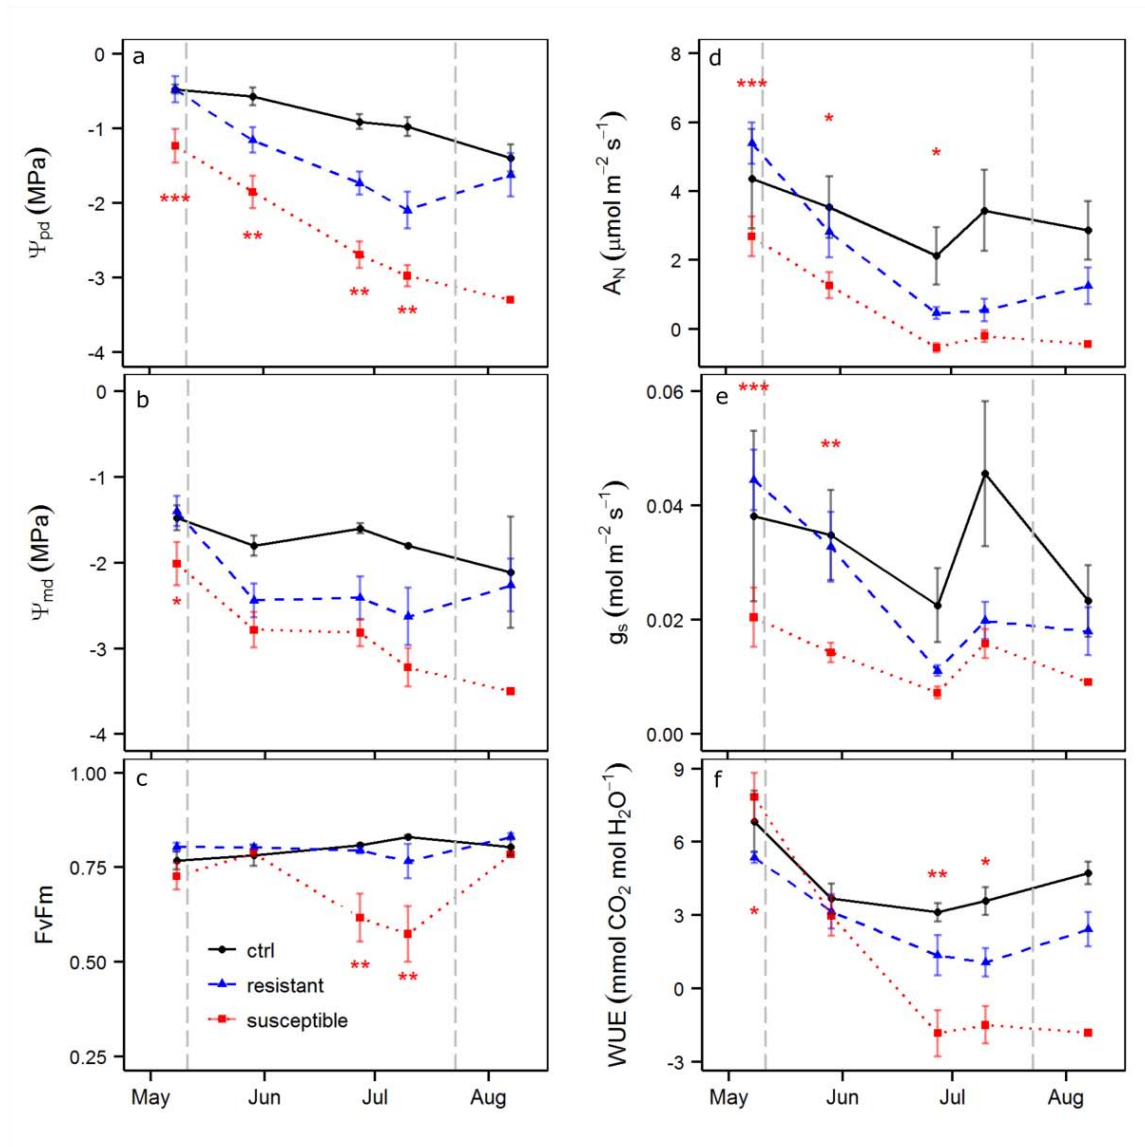 a
0
-1
-2
-3
-4
Ψpd (MPa)
***
**
**
**
b
0
-1
-2
-3
-4
Ψmd (MPa)
*
c
1.00
0.75
0.50
0.25
FvFm
ctrl
resistant
susceptible
**
**
May Jun Jul Aug
d
8
6
4
2
0
AN (μmol m−2 s−1)
***
*
*
e
0.06
0.04
0.02
0.00
gs (mol m−2 s−1)
***
**
f
9
6
3
0
-3
WUE (mmol CO2 mol H2O−1)
*
**
*
May Jun Jul Aug